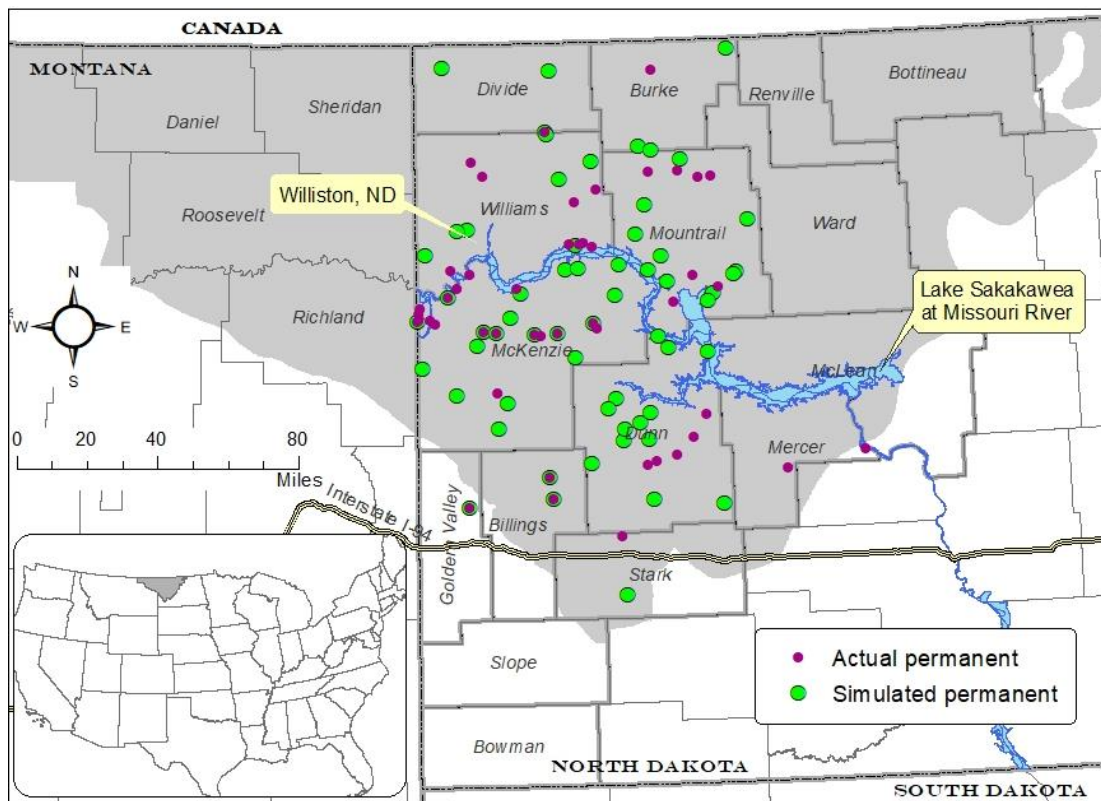 CANADA
MONTANA
Bottineau
Divide
Burke
Renville
Sheridan
Daniel
Williston, ND
Roosevelt
Williams
Ward
Mountrail
N
W
E
S
Richland
Lake Sakakawea
at Missouri River
McKenzie
McLean
0 20 40 80
Miles
Dunn
Mercer
Interstate I-94
Golden Valley
Billings
Stark
Slope
Actual permanent
Simulated permanent
Bowman
NORTH DAKOTA
SOUTH DAKOTA